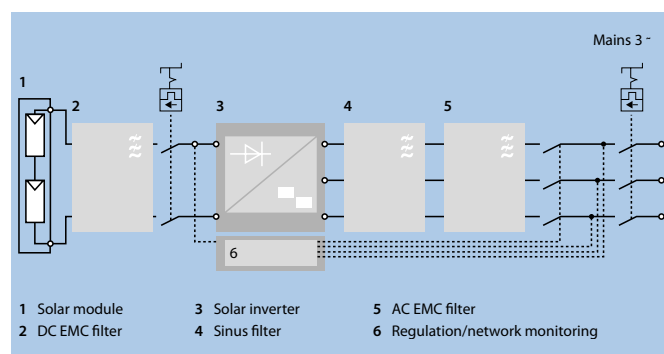 Mains 3 ~
1
2
3
4
5
6
1 Solar module
2 DC EMC filter
3 Solar inverter
4 Sinus filter
5 AC EMC filter
6 Regulation/network monitoring